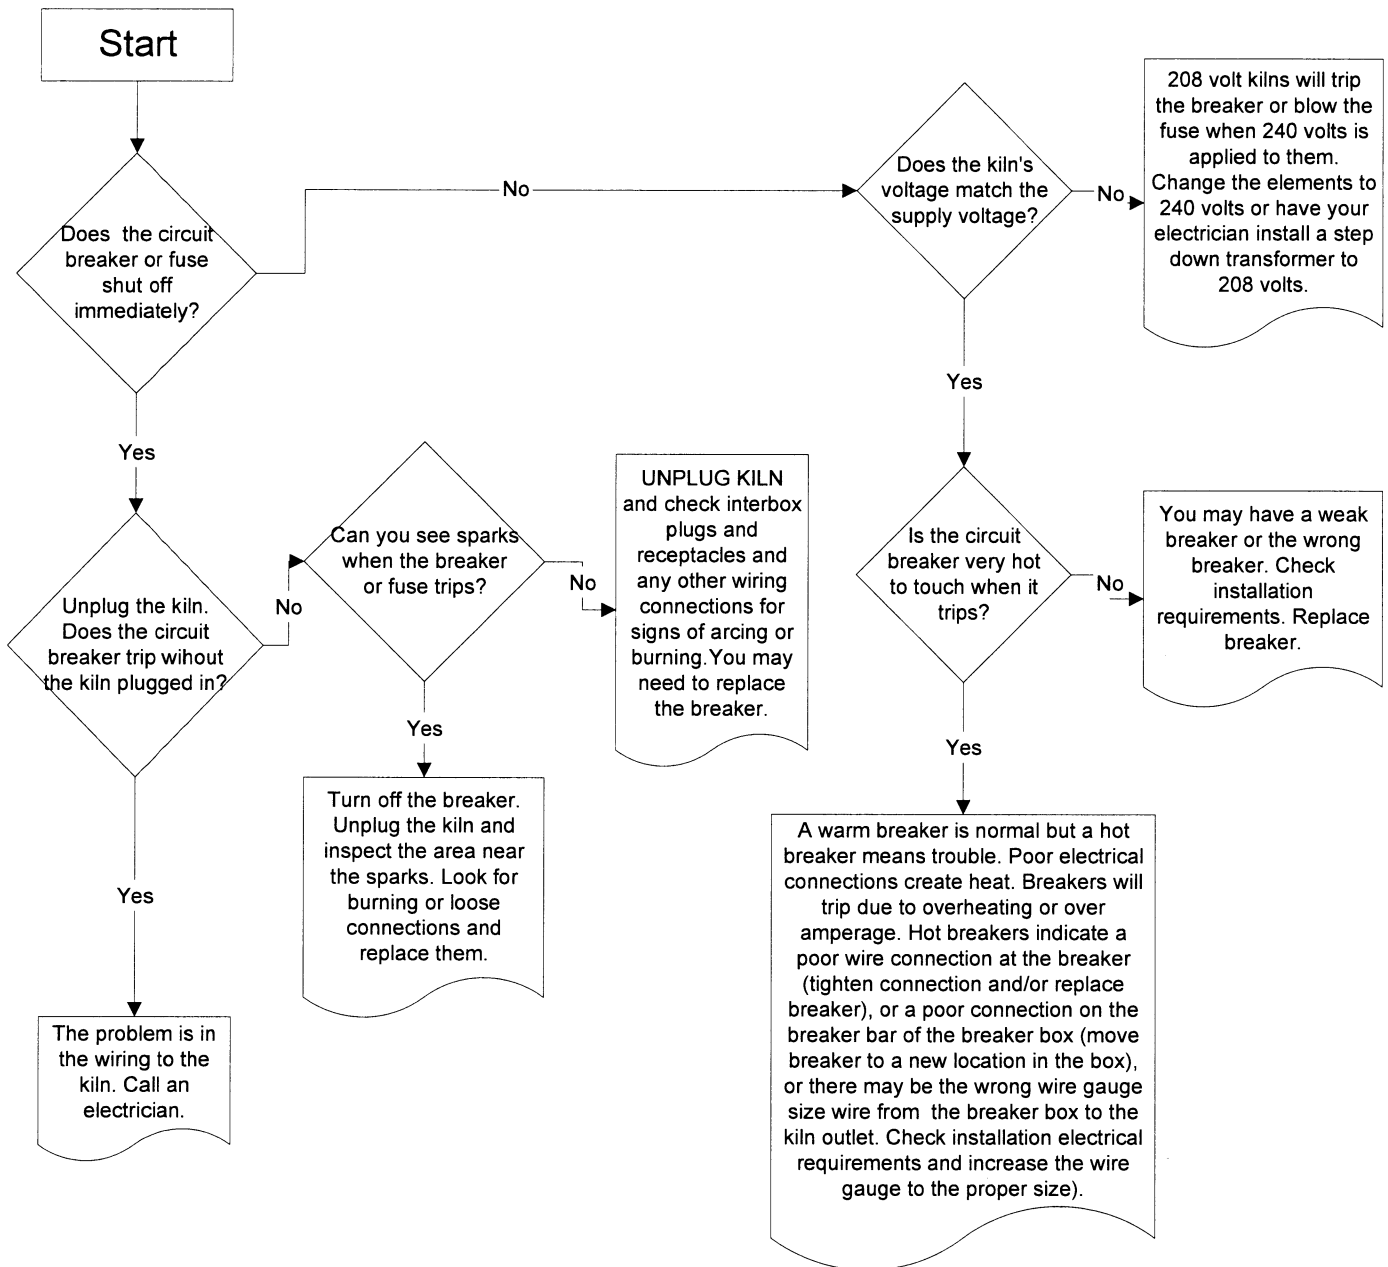 Start
Does the circuit
breaker or fuse
shut off
immediately?
No
Does the kiln's
voltage match the
supply voltage?
No
208 volt kilns will trip
the breaker or blow the
fuse when 240 volts is
applied to them.
Change the elements to
240 volts or have your
electrician install a step
down transformer to
208 volts.
Yes
Yes
Unplug the kiln.
Does the circuit
breaker trip wihout
the kiln plugged in?
No
Can you see sparks
when the breaker
or fuse trips?
No
UNPLUG KILN
and check interbox
plugs and
receptacles and
any other wiring
connections for
signs of arcing or
burning.You may
need to replace
the breaker.
Is the circuit
breaker very hot
to touch when it
trips?
No
You may have a weak
breaker or the wrong
breaker. Check
installation
requirements. Replace
breaker.
Yes
Turn off the breaker.
Unplug the kiln and
inspect the area near
the sparks. Look for
burning or loose
connections and
replace them.
Yes
A warm breaker is normal but a hot
breaker means trouble. Poor electrical
connections create heat. Breakers will
trip due to overheating or over
amperage. Hot breakers indicate a
poor wire connection at the breaker
(tighten connection and/or replace
breaker), or a poor connection on the
breaker bar of the breaker box (move
breaker to a new location in the box),
or there may be the wrong wire gauge
size wire from the breaker box to the
kiln outlet. Check installation electrical
requirements and increase the wire
gauge to the proper size).
Yes
The problem is in
the wiring to the
kiln. Call an
electrician.